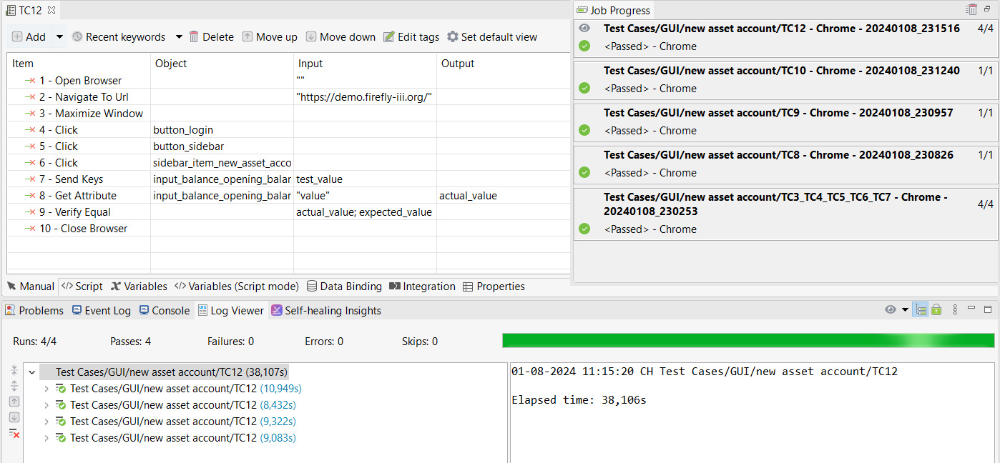 TC12
Add Recent keywords Delete Move up Move down Edit tags Set default view
Item Object Input Output
1 - Open Browser ""
2 - Navigate To Url "https://demo.firefly-iii.org/"
3 - Maximize Window
4 - Click button_login
5 - Click button_sidebar
6 - Click sidebar_item_new_asset_acco
7 - Send Keys input_balance_opening_balar test_value
8 - Get Attribute input_balance_opening_balar "value" actual_value
9 - Verify Equal actual_value; expected_value
10 - Close Browser
Manual Script Variables Variables (Script mode) Data Binding Integration Properties
Job Progress
Test Cases/GUI/new asset account/TC12 - Chrome - 20240108_231516 4/4
<Passed> - Chrome
Test Cases/GUI/new asset account/TC10 - Chrome - 20240108_231240 1/1
<Passed> - Chrome
Test Cases/GUI/new asset account/TC9 - Chrome - 20240108_230957 1/1
<Passed> - Chrome
Test Cases/GUI/new asset account/TC8 - Chrome - 20240108_230826 1/1
<Passed> - Chrome
Test Cases/GUI/new asset account/TC3_TC4_TC5_TC6_TC7 - Chrome -
20240108_230253 4/4
<Passed> - Chrome
Problems Event Log Console Log Viewer Self-healing Insights
Runs: 4/4 Passes: 4 Failures: 0 Errors: 0 Skips: 0
Test Cases/GUI/new asset account/TC12 (38,107s)
Test Cases/GUI/new asset account/TC12 (10,949s)
Test Cases/GUI/new asset account/TC12 (8,432s)
Test Cases/GUI/new asset account/TC12 (9,322s)
Test Cases/GUI/new asset account/TC12 (9,083s)
01-08-2024 11:15:20 CH Test Cases/GUI/new asset account/TC12
Elapsed time: 38,106s